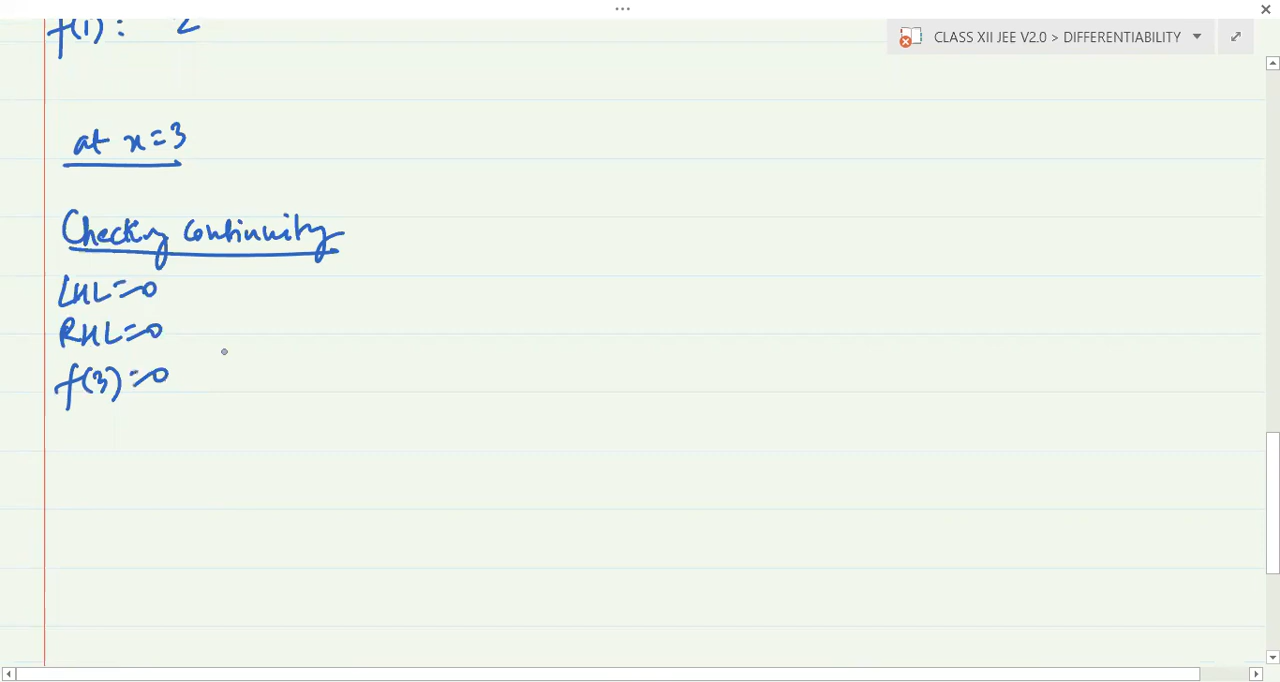 ...
CLASS XII JEE V2.0 > DIFFERENTIABILITY
f(1) : 2
at x=3
Checking continuity
LHL=0
RHL=0
f(3)=0